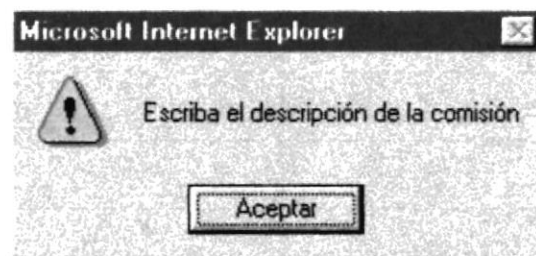 Microsoft Internet Explorer
Escriba el descripción de la comisión
Aceptar